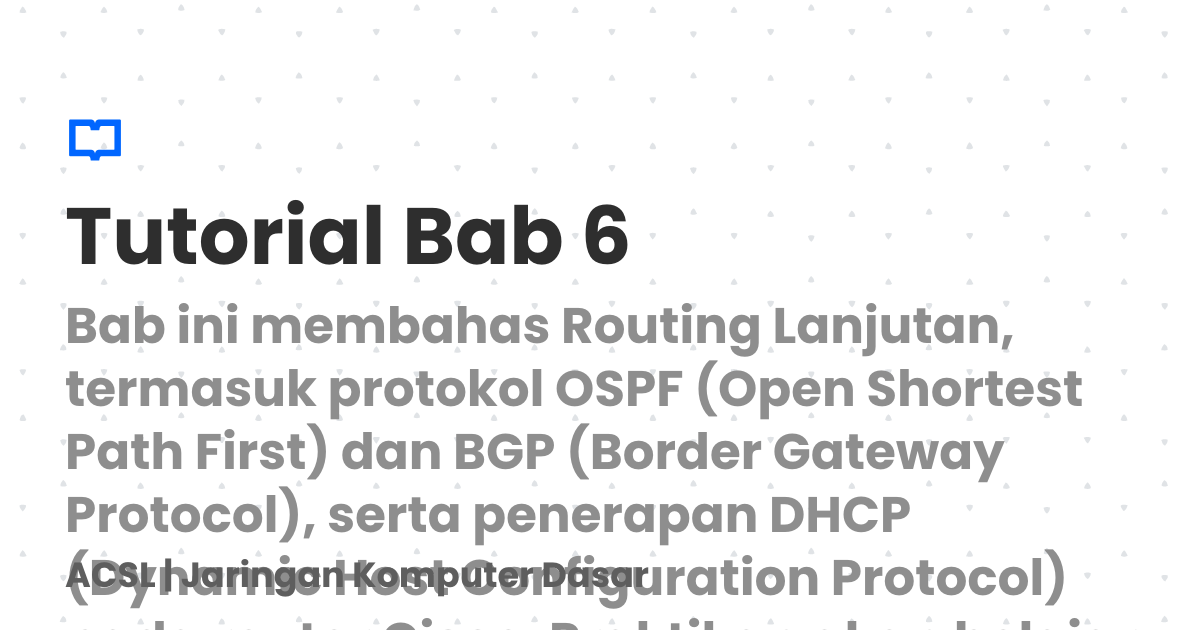 Tutorial Bab 6
Bab ini membahas Routing Lanjutan,
termasuk protokol OSPF (Open Shortest
Path First) dan BGP (Border Gateway
Protocol), serta penerapan DHCP
(Dynamic Host Configuration Protocol)
ACSL | Jaringan Komputer Dasar